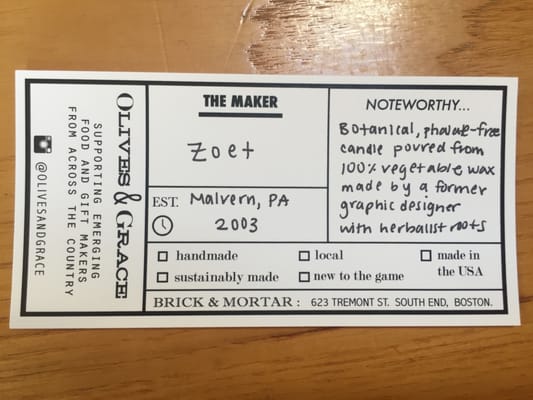 OLIVES & GRACE
SUPPORTING EMERGING
FOOD AND GIFT MAKERS
FROM ACROSS THE COUNTRY
@OLIVESANDGRACE
THE MAKER
Zoet
EST. Malvern, PA
2003
NOTEWORTHY...
Botanical, phalate-free
candle poured from
100% vegetable wax
made by a former
graphic designer
with herbalist roots
handmade
local
made in
the USA
sustainably made
new to the game
BRICK & MORTAR: 623 TREMONT ST. SOUTH END, BOSTON.